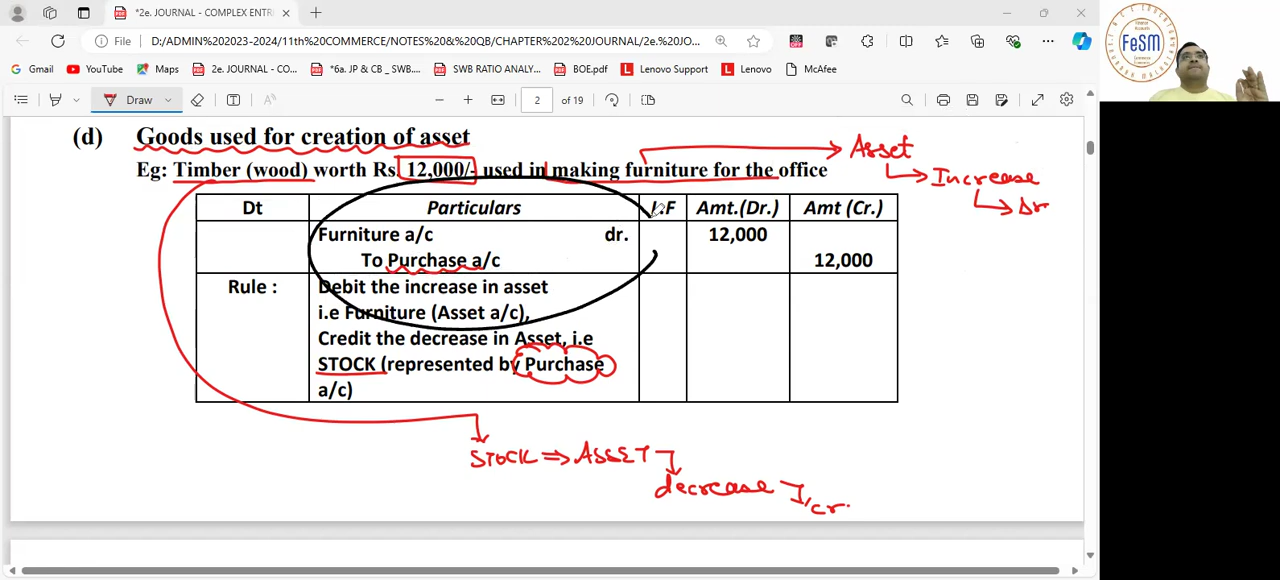 *2e. JOURNAL - COMPLEX ENTR
File D:/ADMIN%202023-2024/11th%20COMMERCE/NOTES%20&%20QB/CHAPTER%202%20JOURNAL/2e.%20JO...
Gmail YouTube Maps 2e. JOURNAL - CO... *6a. JP & CB _ SWB.... SWS RATIO ANALY... BOE.pdf Lenovo Support Lenovo McAfee
Draw 2 of 19
FeSM
(d) Goods used for creation of asset
Asset
Eg: Timber (wood) worth Rs 12,000/- used in making furniture for the office
Increase
Dr
Dt Particulars Amt.(Dr.) Amt (Cr.)
Furniture a/c dr. 12,000
To Purchase a/c 12,000
Rule : Debit the increase in asset
i.e Furniture (Asset a/c),
Credit the decrease in Asset, i.e
STOCK (represented by Purchase
a/c)
STOCK ⇒ ASSET
decrease
cr.